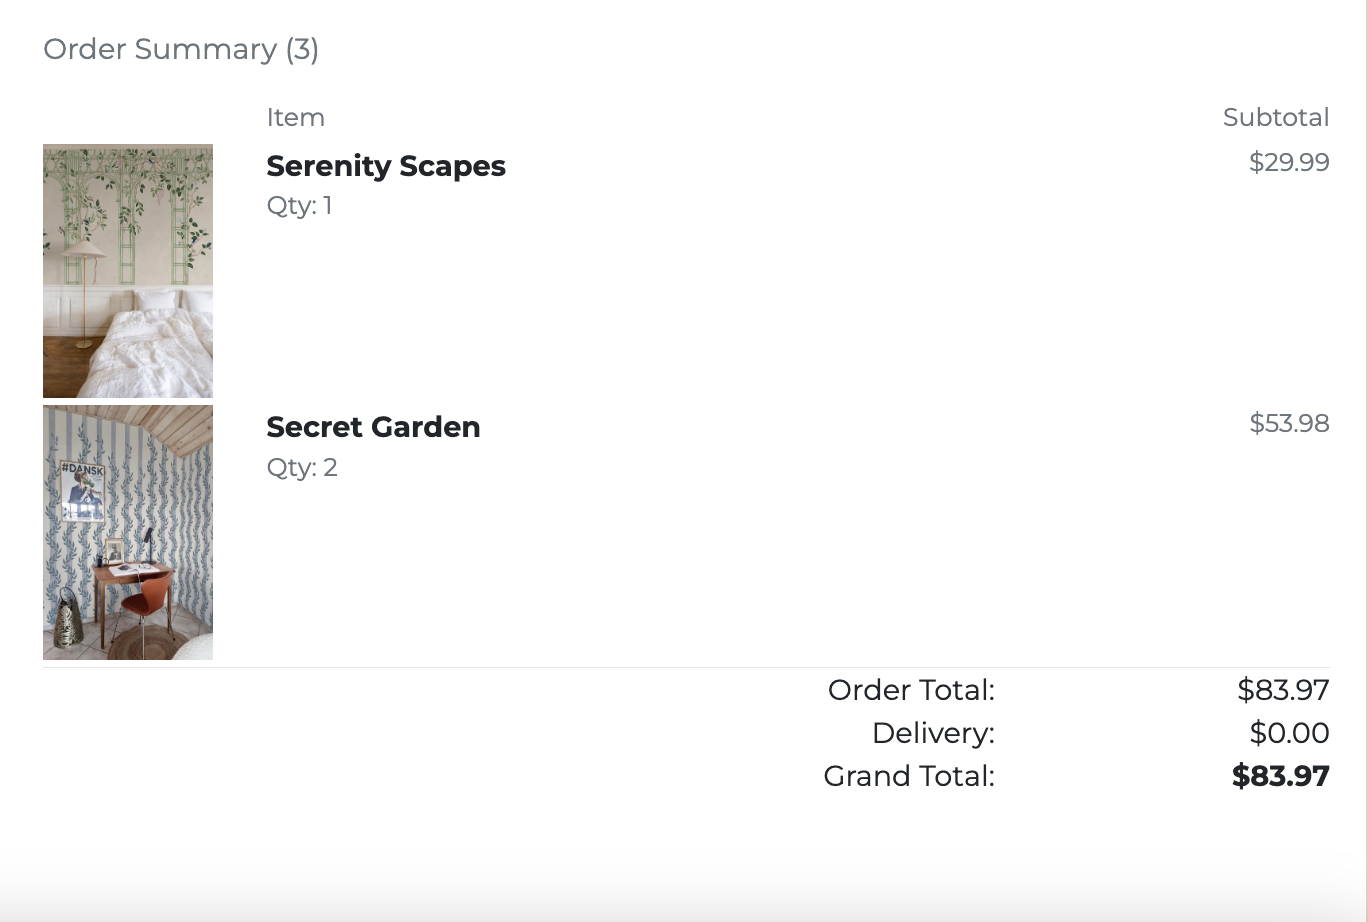 Order Summary (3)
Item Subtotal
Serenity Scapes $29.99
Qty: 1
#DANSK
Secret Garden $53.98
Qty: 2
Order Total: $83.97
Delivery: $0.00
Grand Total: $83.97